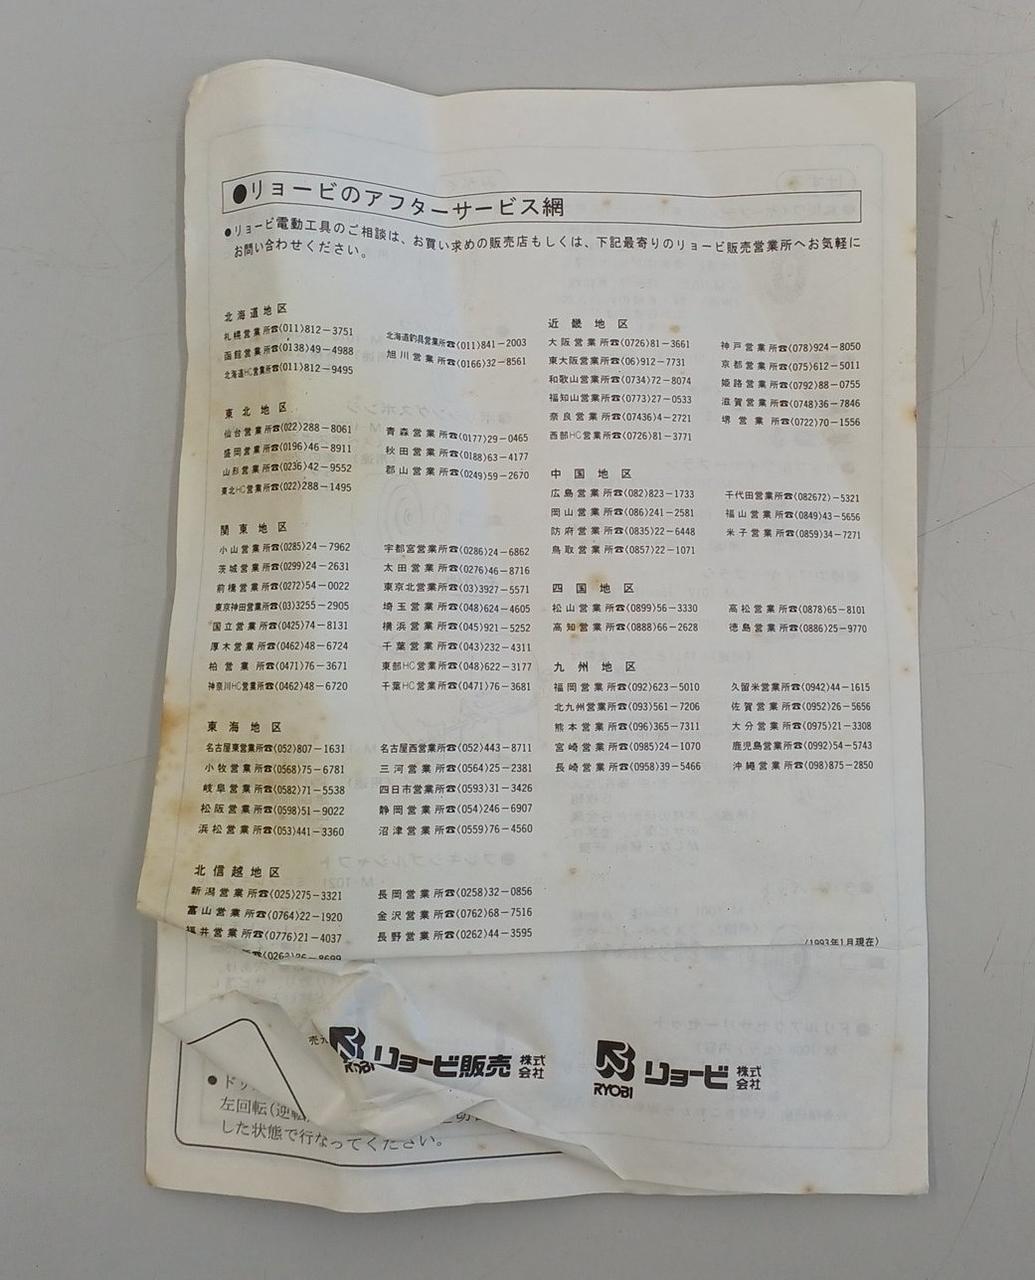 ●リョービのアフターサービス網
●リョービ電動工具のご相談は、お買い求めの販売店もしくは、下記最寄りのリョービ販売営業所へお気軽に
お問い合わせください。
北海道地区
札幌営業所☎(011)812-3751
函館営業所☎(0138)49-4988
北海道HC営業所☎(011)812-9495
北海道釣具営業所☎(011)841-2003
旭川営業所☎(0166)32-8561
東北地区
仙台営業所☎(022)288-8061
盛岡営業所☎(0196)46-8911
山形営業所☎(0236)42-9552
東北HC営業所☎(022)288-1495
青森営業所☎(0177)29-0465
秋田営業所☎(0188)63-4177
郡山営業所☎(0249)59-2670
関東地区
小山営業所☎(0285)24-7962
茨城営業所☎(0299)24-2631
前橋営業所☎(0272)54-0022
東京神田営業所☎(03)3255-2905
国立営業所☎(0425)74-8131
厚木営業所☎(0462)48-6724
柏営業所☎(0471)76-3671
神奈川HC営業所☎(0462)48-6720
宇都宮営業所☎(0286)24-6862
太田営業所☎(0276)46-8716
東京北営業所☎(03)3927-5571
埼玉営業所☎(048)624-4605
横浜営業所☎(045)921-5252
千葉営業所☎(043)232-4311
東部HC営業所☎(048)622-3177
千葉HC営業所☎(0471)76-3681
東海地区
名古屋東営業所☎(052)807-1631
小牧営業所☎(0568)75-6781
岐阜営業所☎(0582)71-5538
松阪営業所☎(0598)51-9022
浜松営業所☎(053)441-3360
名古屋西営業所☎(052)443-8711
三河営業所☎(0564)25-2381
四日市営業所☎(0593)31-3426
静岡営業所☎(054)246-6907
沼津営業所☎(0559)76-4560
北信越地区
新潟営業所☎(025)275-3321
富山営業所☎(0764)22-1920
福井営業所☎(0776)21-4037
所☎(0263)26-8699
長岡営業所☎(0258)32-0856
金沢営業所☎(0762)68-7516
長野営業所☎(0262)44-3595
近畿地区
大阪営業所☎(0726)81-3661
東大阪営業所☎(06)912-7731
和歌山営業所☎(0734)72-8074
福知山営業所☎(0773)27-0533
奈良営業所☎(07436)4-2721
西部HC営業所☎(0726)81-3771
神戸営業所☎(078)924-8050
京都営業所☎(075)612-5011
姫路営業所☎(0792)88-0755
滋賀営業所☎(0748)36-7846
堺営業所☎(0722)70-1556
中国地区
広島営業所☎(082)823-1733
岡山営業所☎(086)241-2581
防府営業所☎(0835)22-6448
鳥取営業所☎(0857)22-1071
千代田営業所☎(082672)-5321
福山営業所☎(0849)43-5656
米子営業所☎(0859)34-7271
四国地区
松山営業所☎(0899)56-3330
高知営業所☎(0888)66-2628
高松営業所☎(0878)65-8101
徳島営業所☎(0886)25-9770
九州地区
福岡営業所☎(092)623-5010
北九州営業所☎(093)561-7206
熊本営業所☎(096)365-7311
宮崎営業所☎(0985)24-1070
長崎営業所☎(0958)39-5466
久留米営業所☎(0942)44-1615
佐賀営業所☎(0952)26-5656
大分営業所☎(0975)21-3308
鹿児島営業所☎(0992)54-5743
沖縄営業所☎(098)875-2850
(1993年1月現在)
RYOBI リョービ販売 株式会社
RYOBI リョービ 株式会社
左回転(逆転
した状態で行なってください。